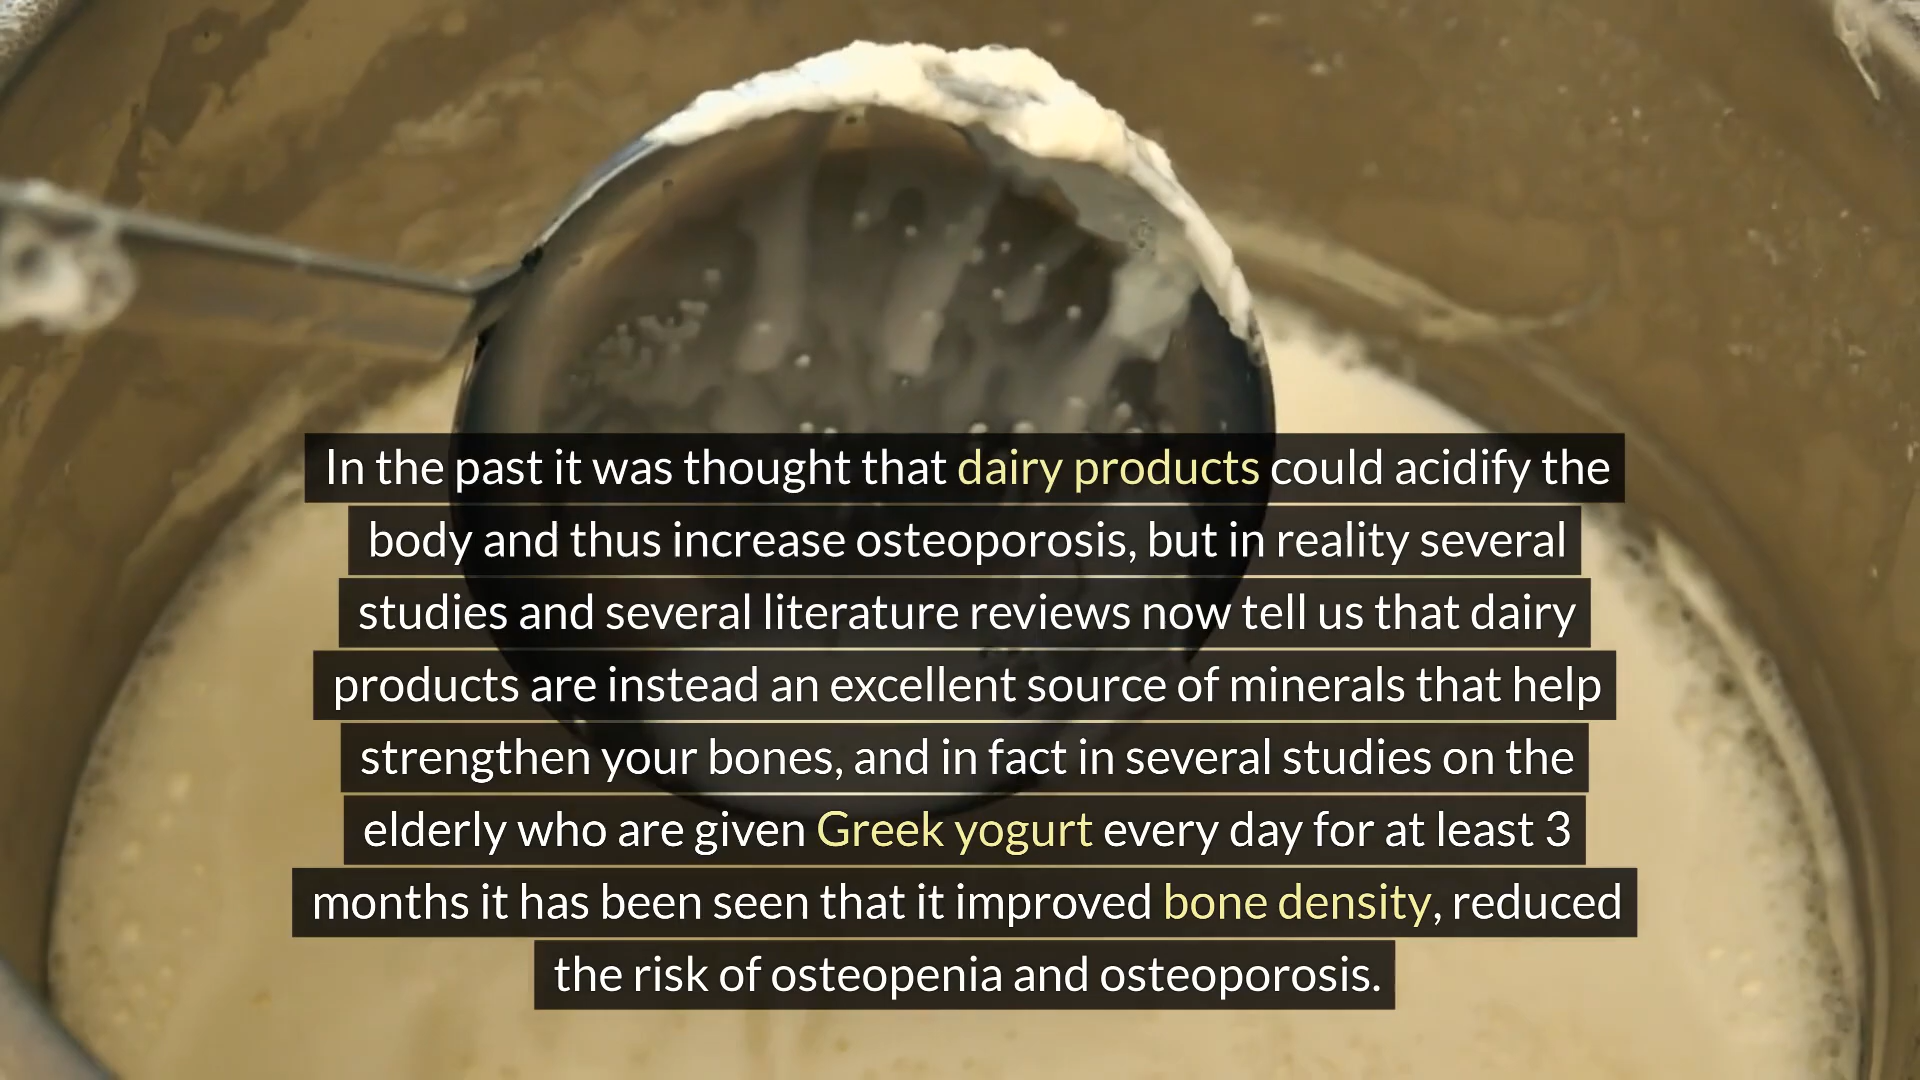 In the past it was thought that dairy products could acidify the
body and thus increase osteoporosis, but in reality several
studies and several literature reviews now tell us that dairy
products are instead an excellent source of minerals that help
strengthen your bones, and in fact in several studies on the
elderly who are given Greek yogurt every day for at least 3
months it has been seen that it improved bone density, reduced
the risk of osteopenia and osteoporosis.